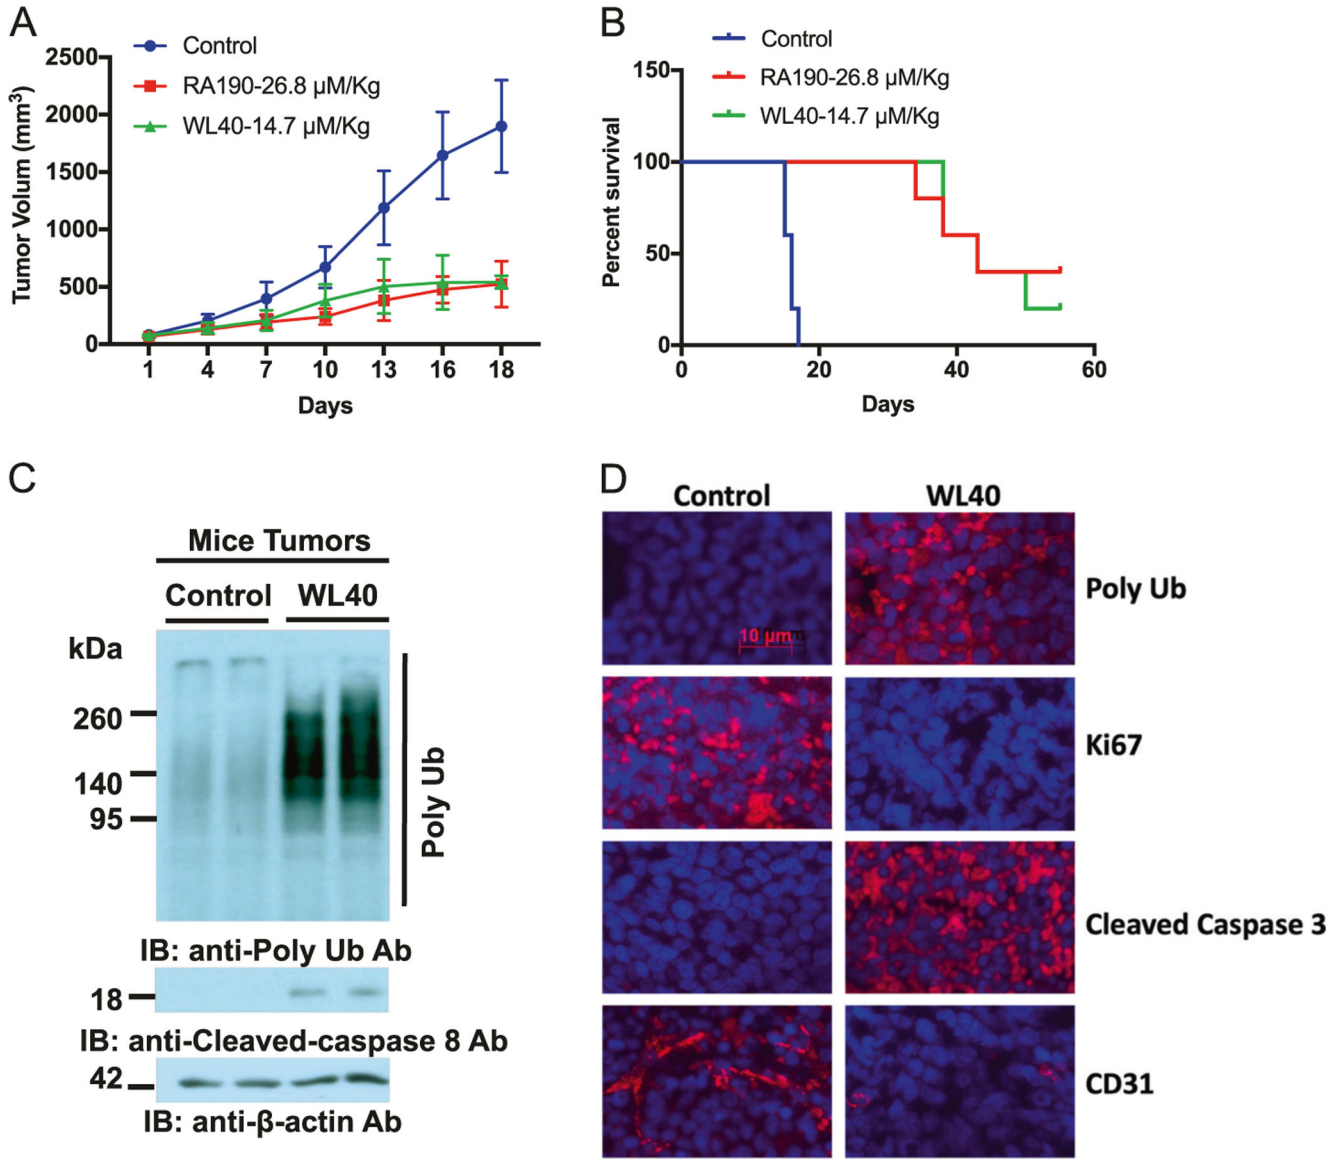 A
Control
RA190-26.8 µM/Kg
WL40-14.7 µM/Kg
Tumor Volum (mm³)
2500
2000
1500
1000
500
0
1 4 7 10 13 16 18
Days
B
Control
RA190-26.8 µM/Kg
WL40-14.7 µM/Kg
Percent survival
150
100
50
0
0 20 40 60
Days
C
Mice Tumors
Control WL40
kDa
260
140
95
Poly Ub
IB: anti-Poly Ub Ab
18
IB: anti-Cleaved-caspase 8 Ab
42
IB: anti-β-actin Ab
D
Control WL40
Poly Ub
10 µm
Ki67
Cleaved Caspase 3
CD31